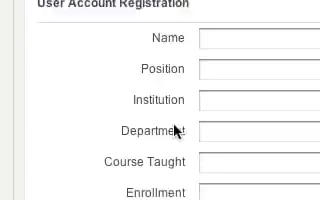 User Account Registration
Name
Position
Institution
Department
Course Taught
Enrollment